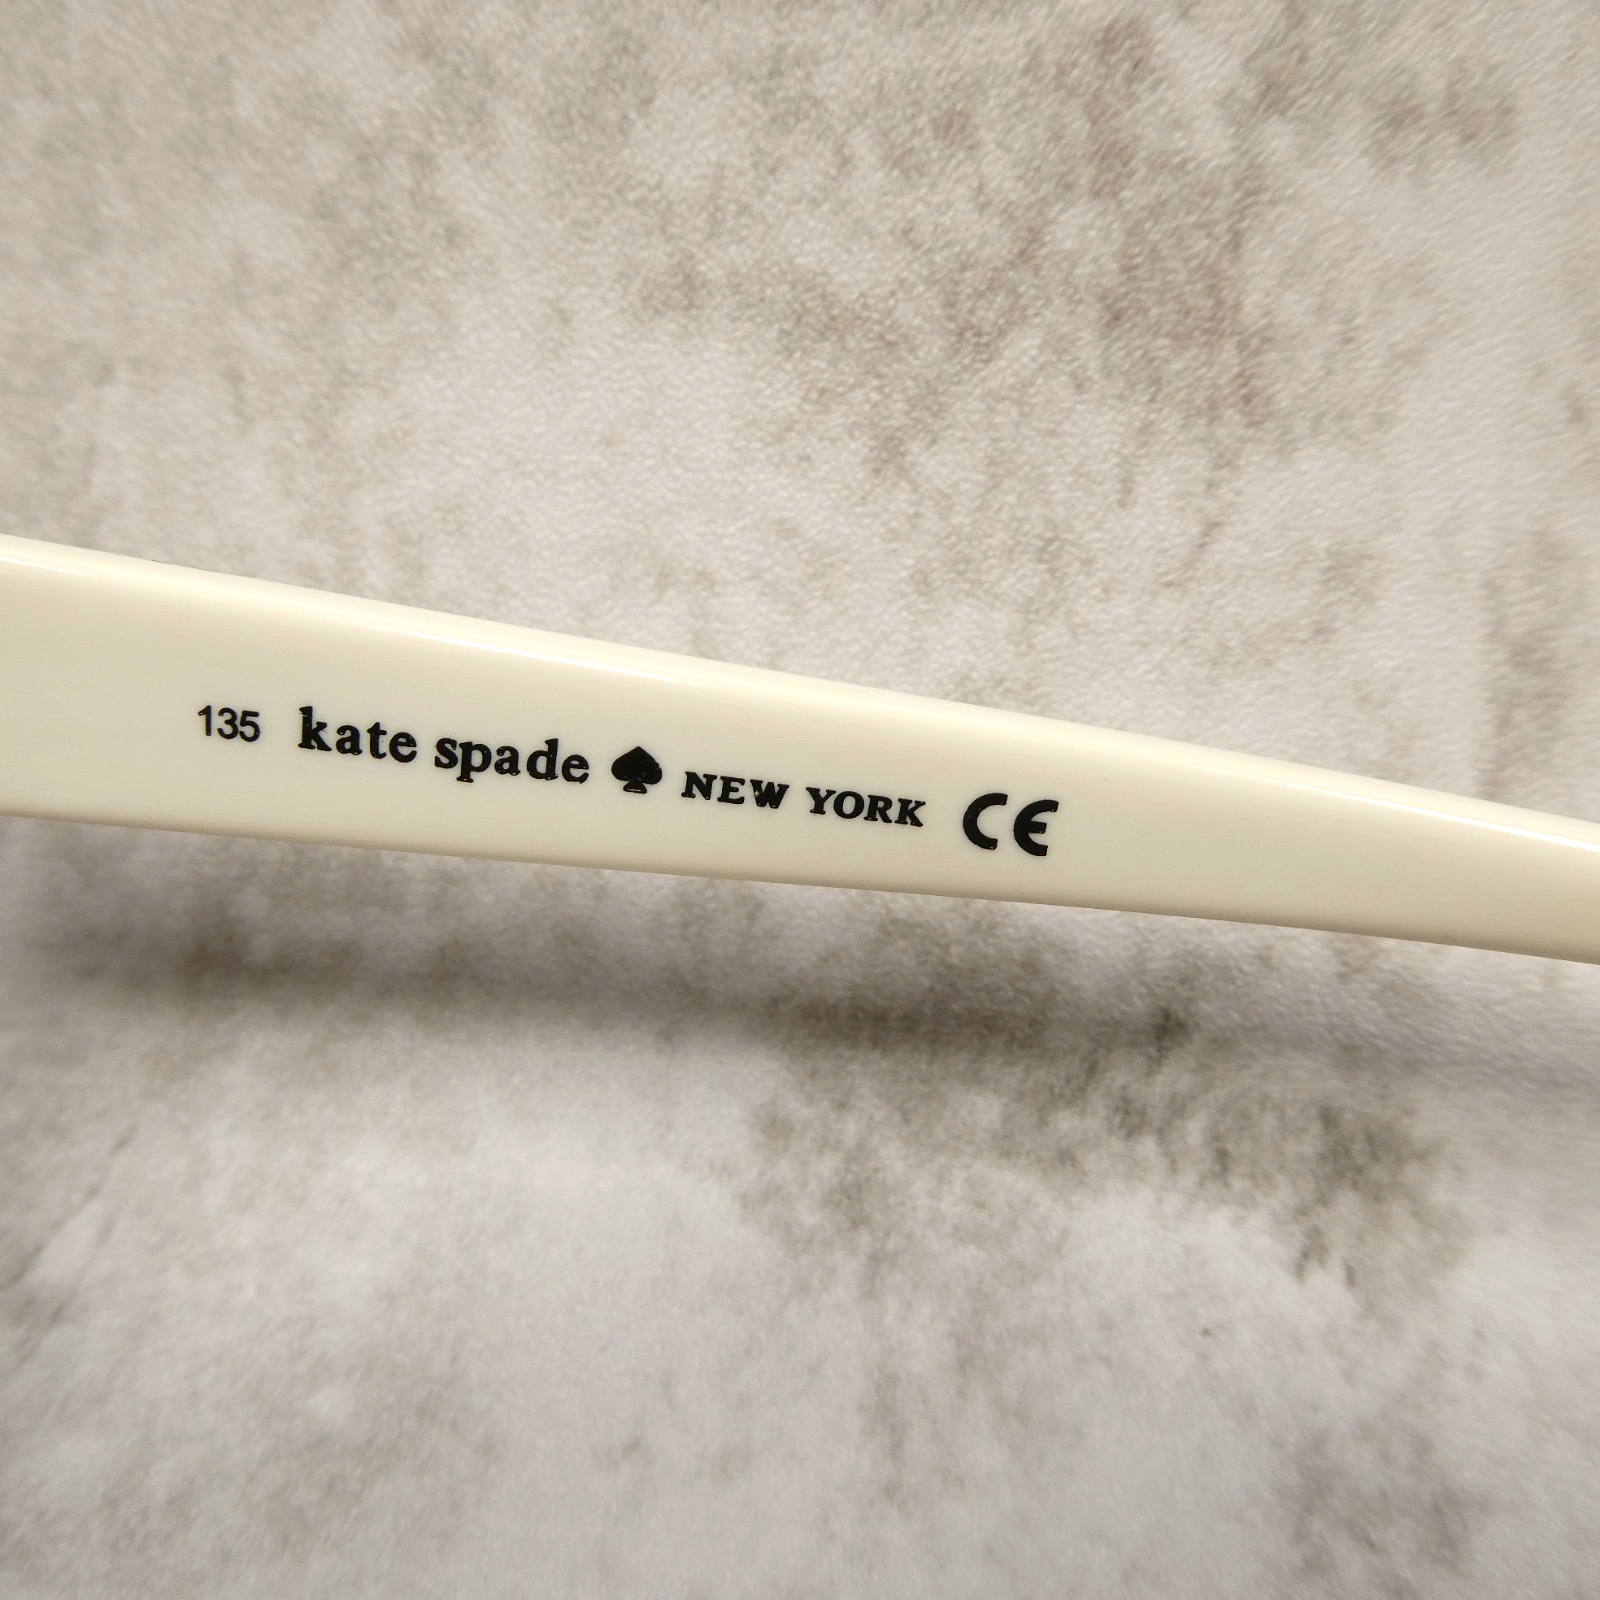 135 kate spade ♠ NEW YORK CE